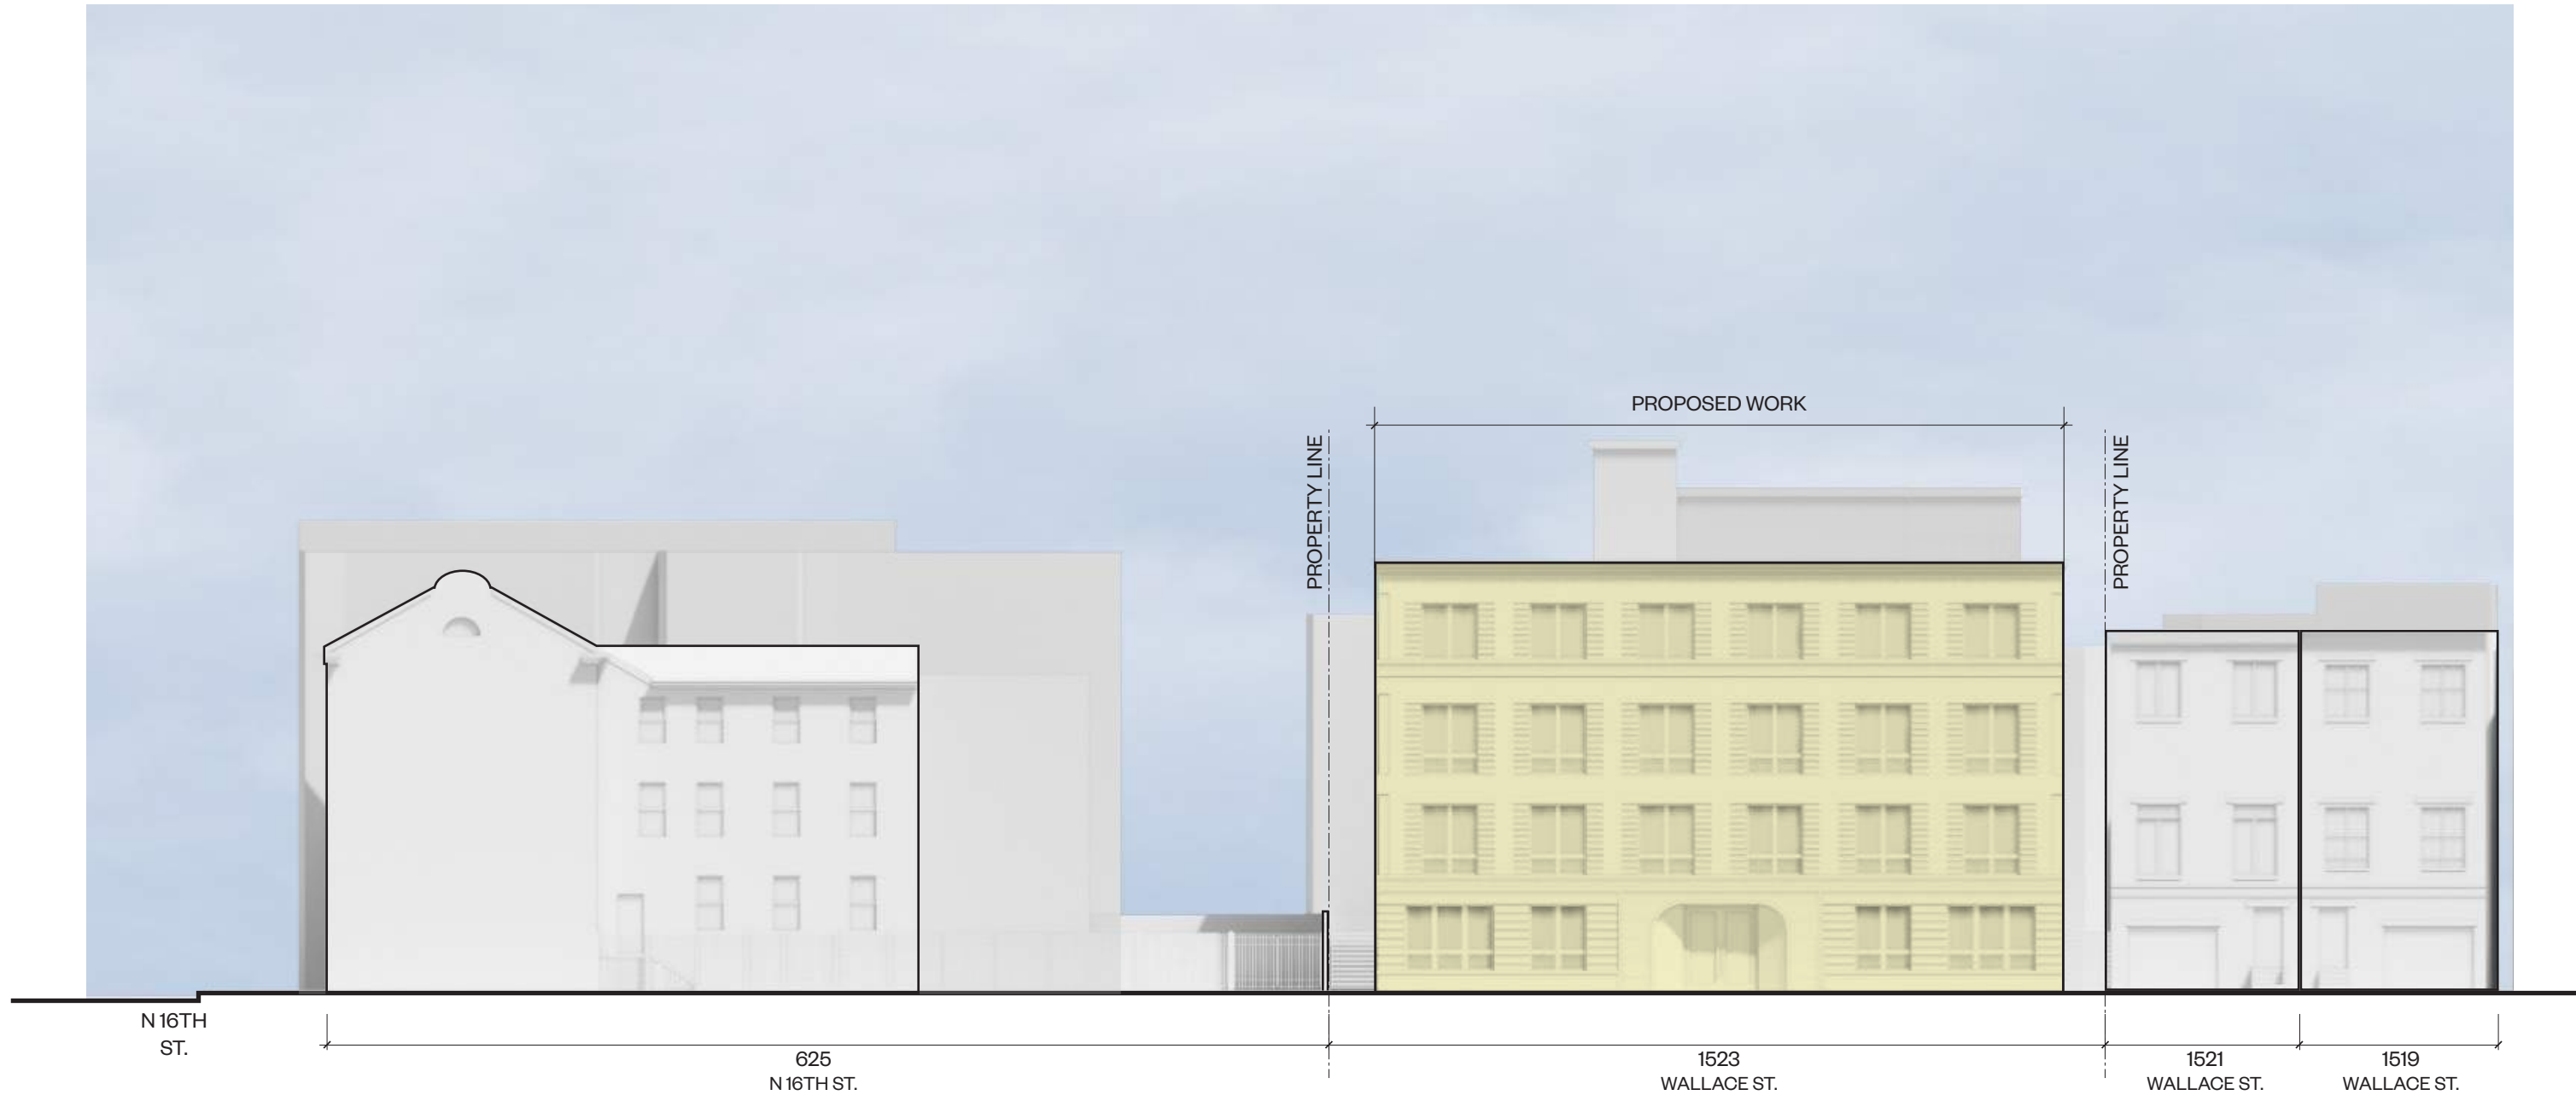 PROPOSED WORK
PROPERTY LINE
PROPERTY LINE
N 16TH
ST.
625
N 16TH ST.
1523
WALLACE ST.
1521
WALLACE ST.
1519
WALLACE ST.